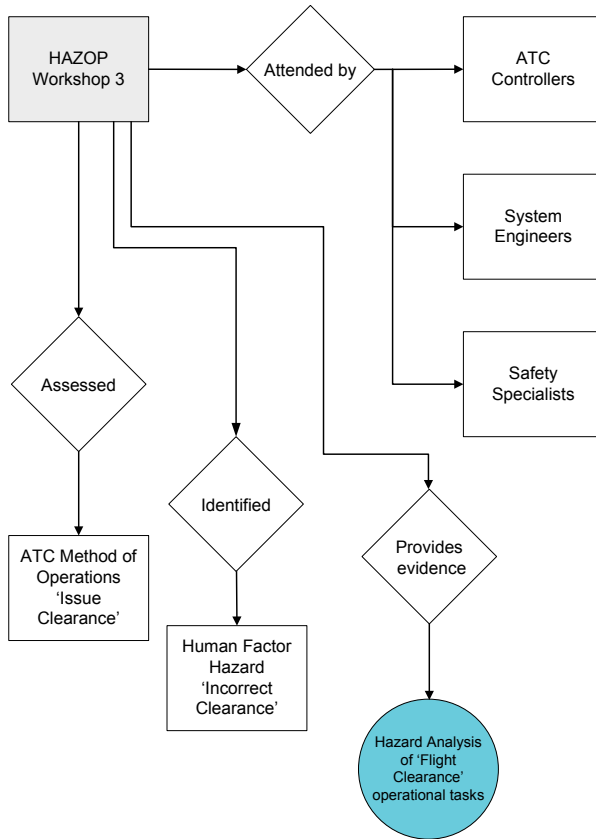 HAZOP
Workshop 3
Attended by
ATC
Controllers
System
Engineers
Safety
Specialists
Assessed
Identified
Provides
evidence
ATC Method of
Operations
‘Issue
Clearance’
Human Factor
Hazard
‘Incorrect
Clearance’
Hazard Analysis
of ‘Flight
Clearance’
operational tasks